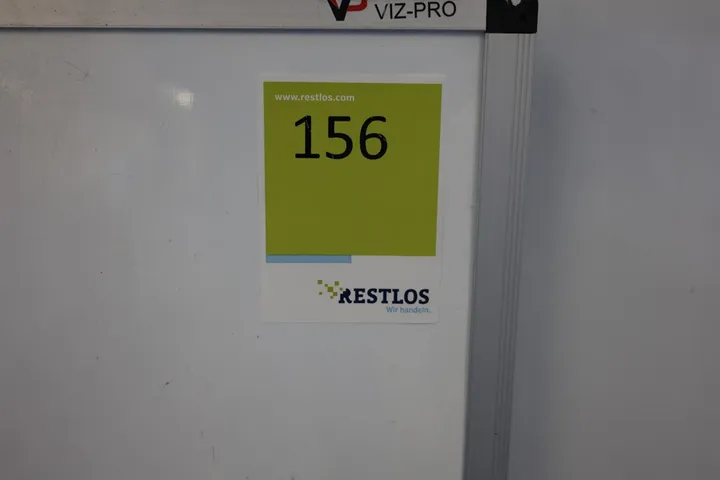 VIZ-PRO
www.restlos.com
156
RESTLOS
Wir handeln.